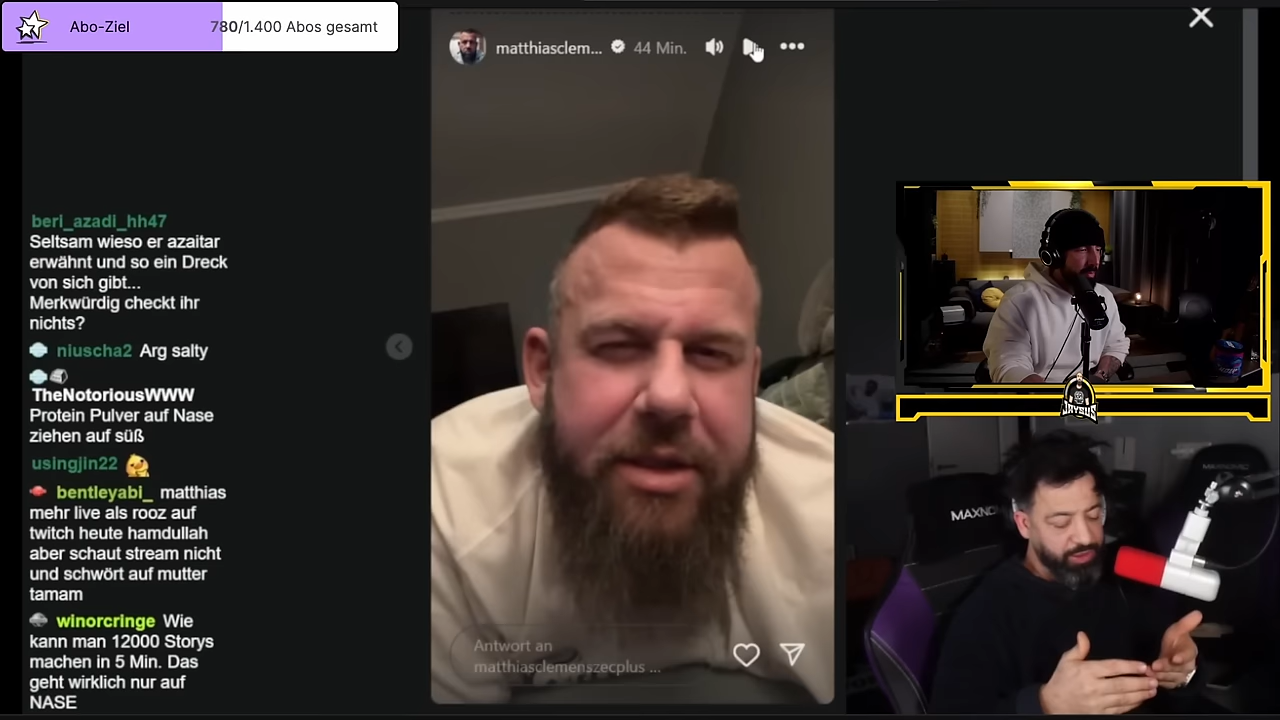 Abo-Ziel 780/1.400 Abos gesamt
matthiasclem... 44 Min.
beri_azadi_hh47
Seltsam wieso er azaitar
erwähnt und so ein Dreck
von sich gibt...
Merkwürdig checkt ihr
nichts?
niuscha2 Arg salty
TheNotoriousWWW
Protein Pulver auf Nase
ziehen auf süß
usingjin22
bentleyabi_ matthias
mehr live als rooz auf
twitch heute hamdullah
aber schaut stream nicht
und schwört auf mutter
tamam
winorcringe Wie
kann man 12000 Storys
machen in 5 Min. Das
geht wirklich nur auf
NASE
Antwort an
matthiasclemenszecplus ...
JAYSUS
MAXNOMIC
MAXNO